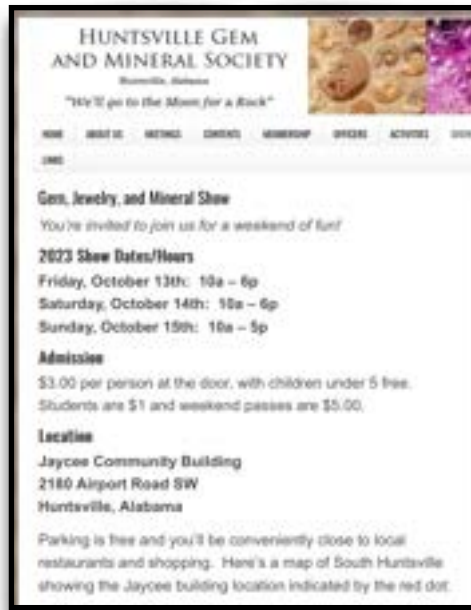 HUNTSVILLE GEM
AND MINERAL SOCIETY
Huntsville, Alabama
"We'll go to the Moon for a Rock"
HOME ABOUT US MEETINGS CONTENTS MEMBERSHIP OFFICERS ACTIVITIES
LINKS
Gem, Jewelry, and Mineral Show
You're invited to join us for a weekend of fun!
2023 Show Dates/Hours
Friday, October 13th: 10a – 6p
Saturday, October 14th: 10a – 6p
Sunday, October 15th: 10a – 5p
Admission
$3.00 per person at the door, with children under 5 free.
Students are $1 and weekend passes are $5.00.
Location
Jaycee Community Building
2180 Airport Road SW
Huntsville, Alabama
Parking is free and you'll be conveniently close to local
restaurants and shopping. Here's a map of South Huntsville
showing the Jaycee building location indicated by the red dot.